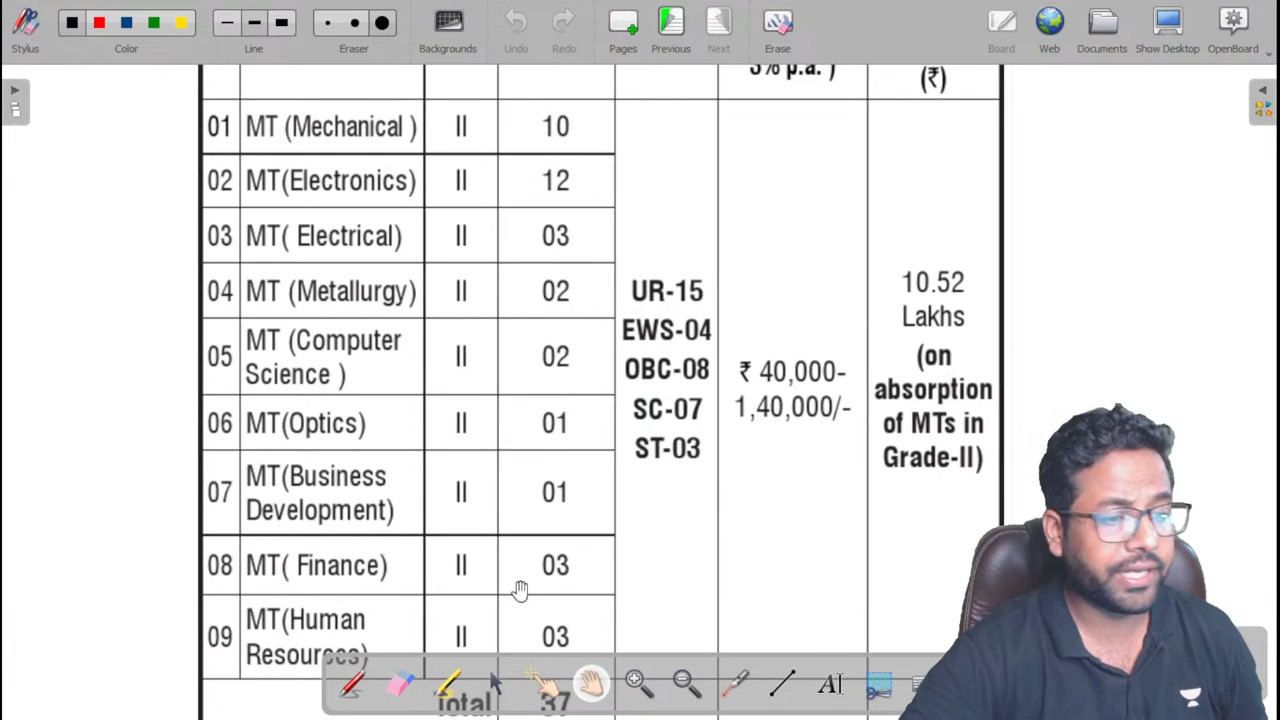 Stylus
Color
Line
Eraser
Backgrounds
Undo
Redo
Pages
Previous
Next
Erase
Board
Web
Documents
Show Desktop
OpenBoard
3% p.a. )
(₹)
01 MT (Mechanical ) II 10
02 MT(Electronics) II 12
03 MT( Electrical) II 03
04 MT (Metallurgy) II 02
05 MT (Computer
Science ) II 02
06 MT(Optics) II 01
07 MT(Business
Development) II 01
08 MT( Finance) II 03
09 MT(Human
Resources) II 03
Total 37
UR-15
EWS-04
OBC-08
SC-07
ST-03
₹ 40,000-
1,40,000/-
10.52
Lakhs
(on
absorption
of MTs in
Grade-II)
AI